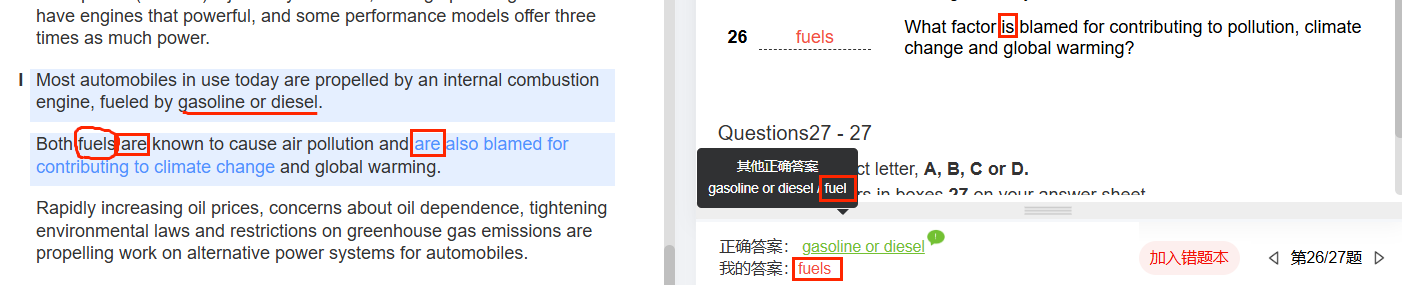 have engines that powerful, and some performance models offer three
times as much power.
I Most automobiles in use today are propelled by an internal combustion
engine, fueled by gasoline or diesel.
Both fuels are known to cause air pollution and are also blamed for
contributing to climate change and global warming.
Rapidly increasing oil prices, concerns about oil dependence, tightening
environmental laws and restrictions on greenhouse gas emissions are
propelling work on alternative power systems for automobiles.
26 fuels What factor is blamed for contributing to pollution, climate
change and global warming?
Questions27 - 27
其他正确答案
gasoline or diesel / fuel
ct letter, A, B, C or D.
rs in boxes 27 on your answer sheet
正确答案： gasoline or diesel
我的答案： fuels
加入错题本
第26/27题